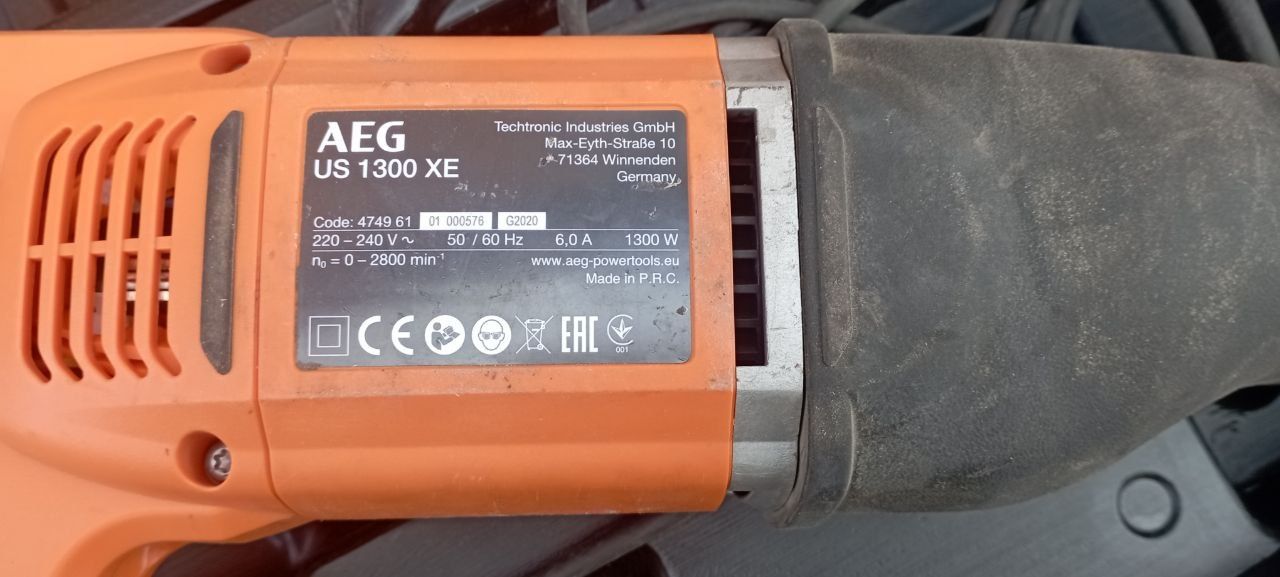 AEG
US 1300 XE
Techtronic Industries GmbH
Max-Eyth-Straße 10
71364 Winnenden
Germany
Code: 4749 61 01 000576 G2020
220 – 240 V ~ 50 / 60 Hz 6,0 A 1300 W
n₀ = 0 – 2800 min⁻¹ www.aeg-powertools.eu
Made in P.R.C.
CE EAC
001